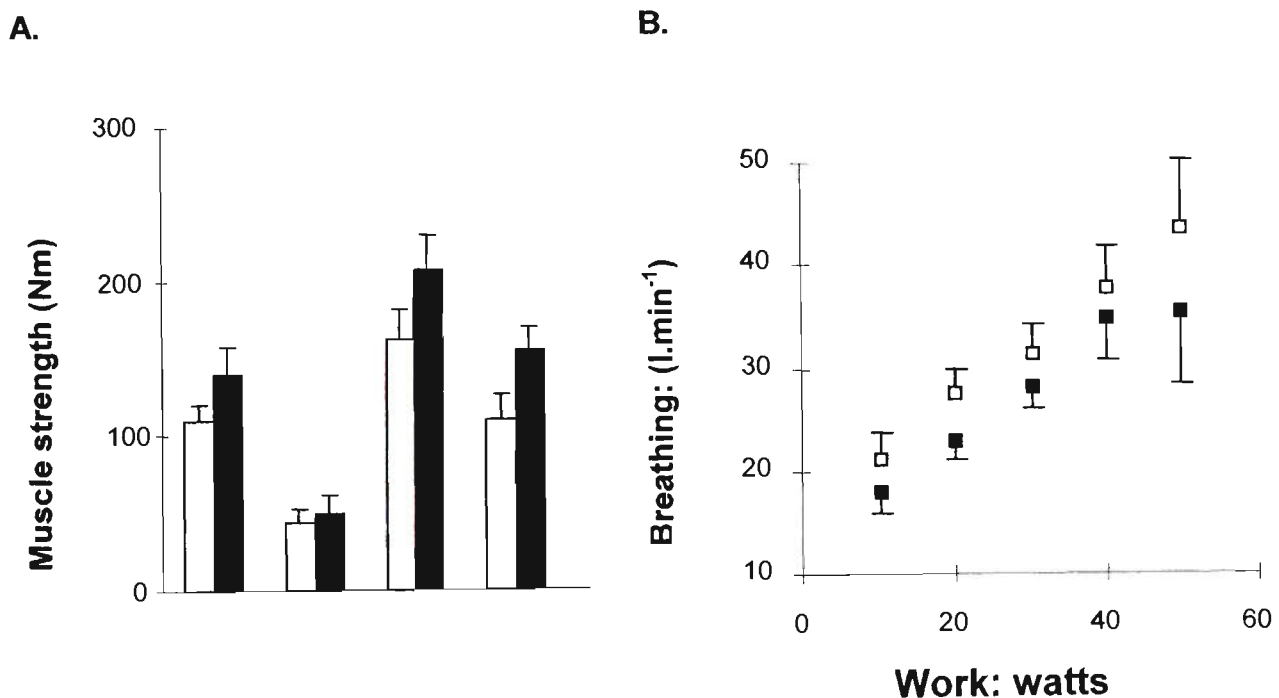 A.
300
200
100
0
Muscle strength (Nm)
B.
50
40
30
20
10
Breathing: (l.min⁻¹)
0 20 40 60
Work: watts